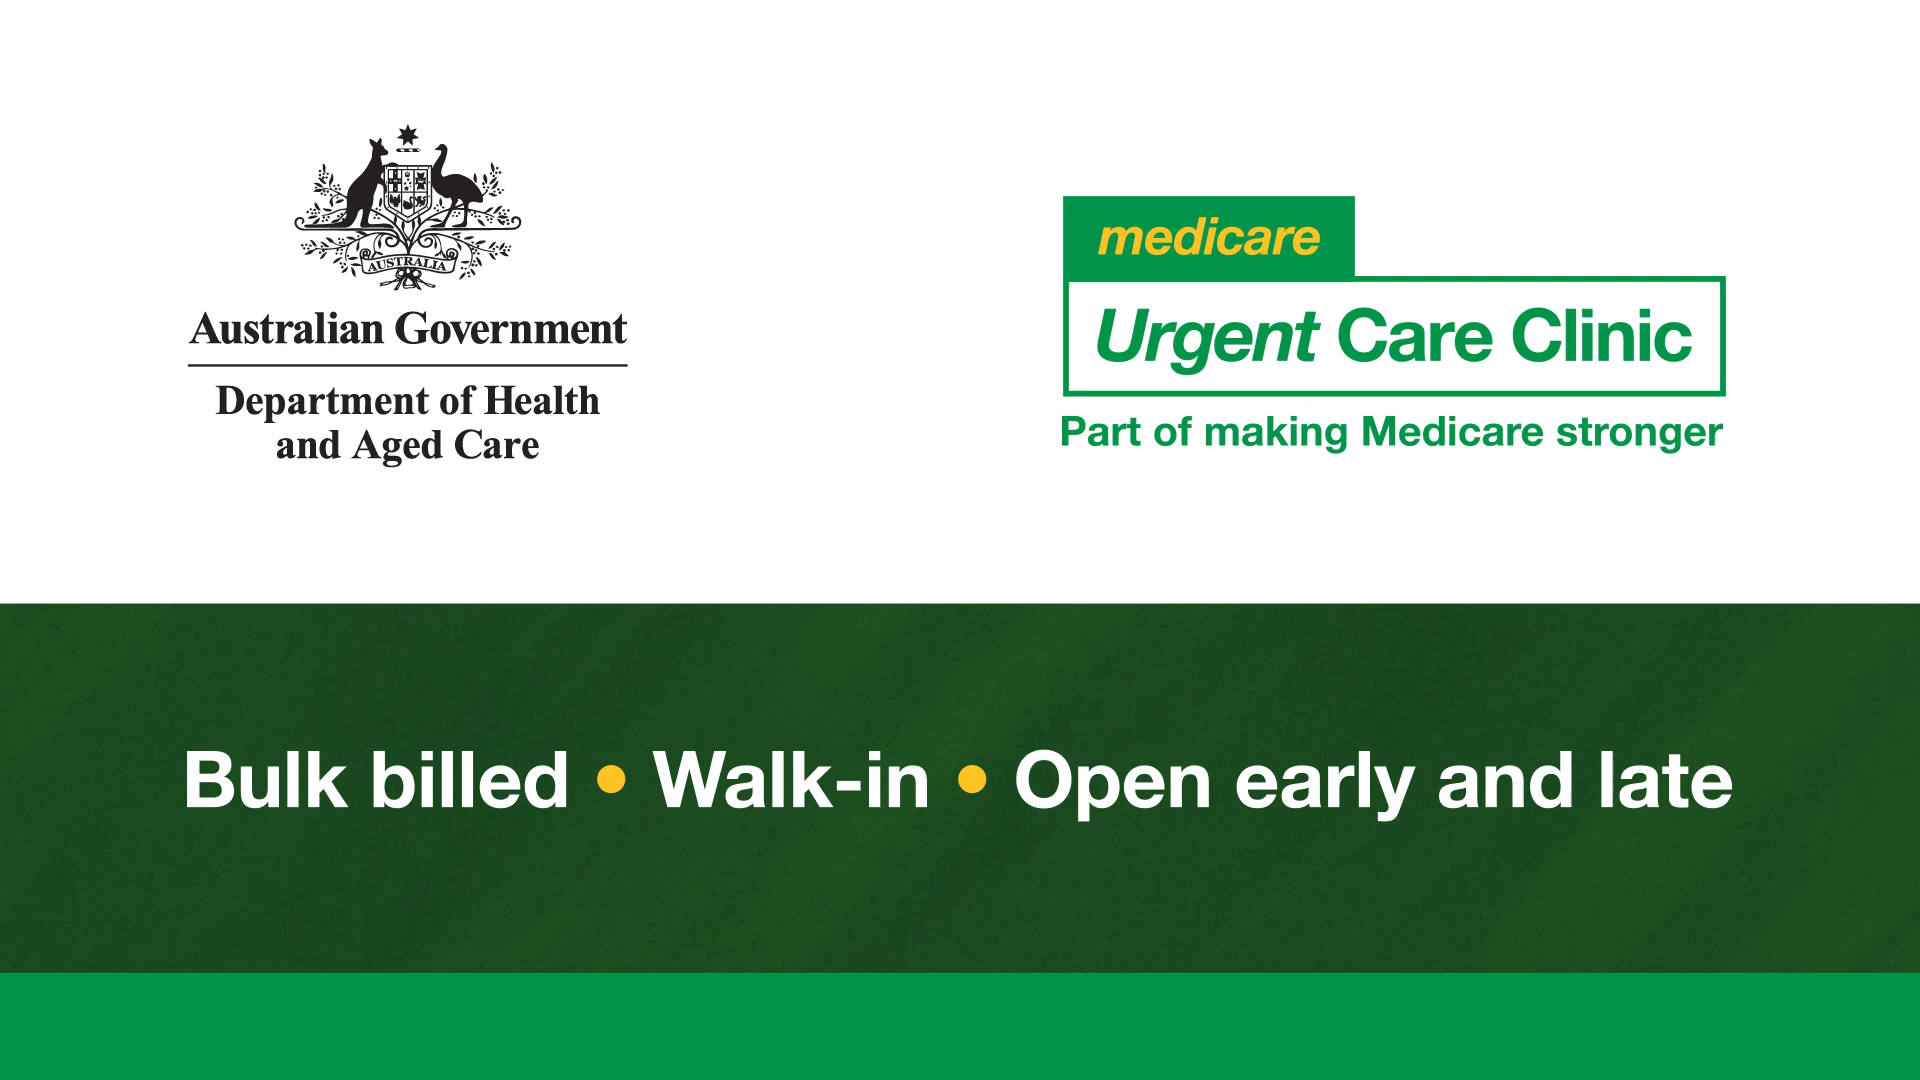 AUSTRALIA
Australian Government
Department of Health
and Aged Care
medicare
Urgent Care Clinic
Part of making Medicare stronger
Bulk billed • Walk-in • Open early and late